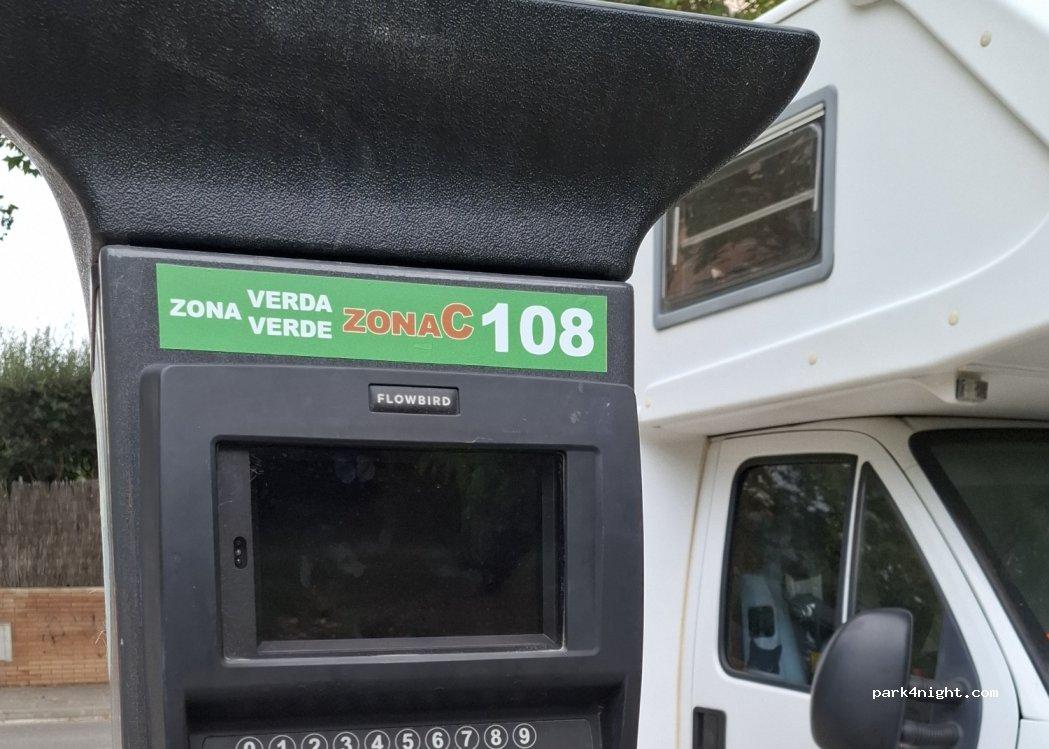 ZONA VERDA VERDE ZONAC 108
FLOWBIRD
0 1 2 3 4 5 6 7 8 9
park4night.com